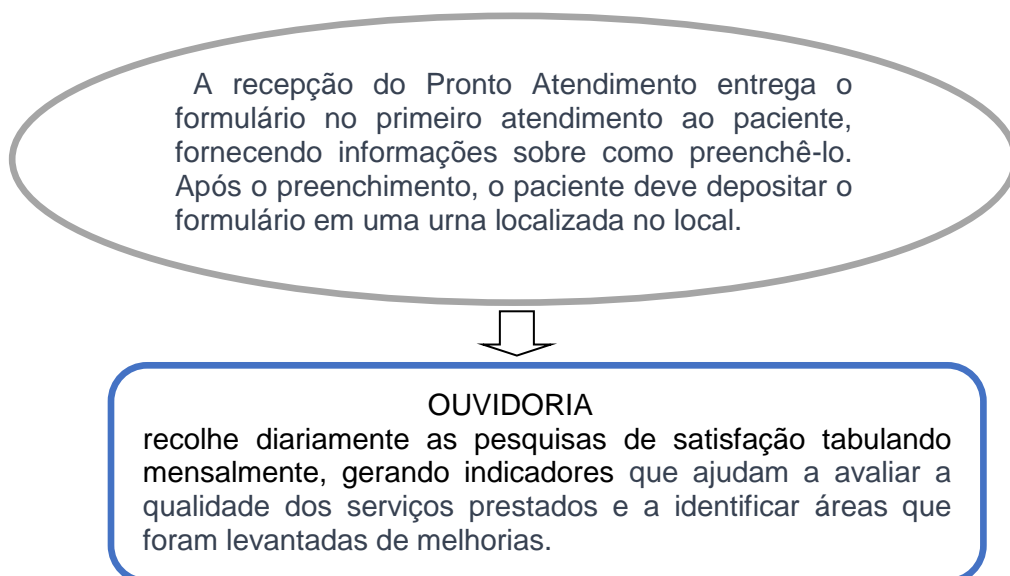 A recepção do Pronto Atendimento entrega o
formulário no primeiro atendimento ao paciente,
fornecendo informações sobre como preenchê-lo.
Após o preenchimento, o paciente deve depositar o
formulário em uma urna localizada no local.
OUVIDORIA
recolhe diariamente as pesquisas de satisfação tabulando
mensalmente, gerando indicadores que ajudam a avaliar a
qualidade dos serviços prestados e a identificar áreas que
foram levantadas de melhorias.